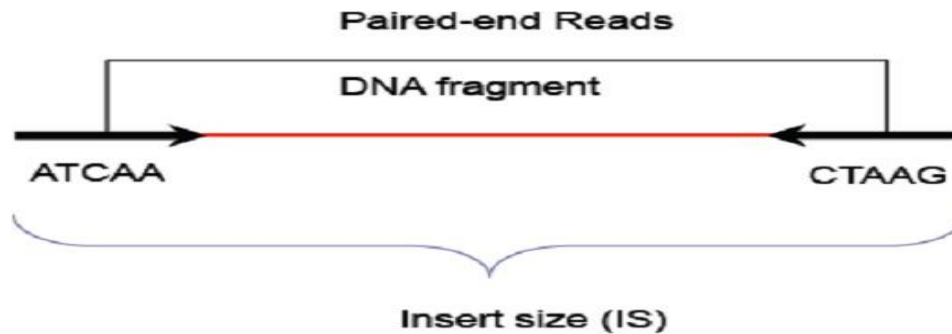 Paired-end Reads
DNA fragment
ATCAA CTAAG
Insert size (IS)